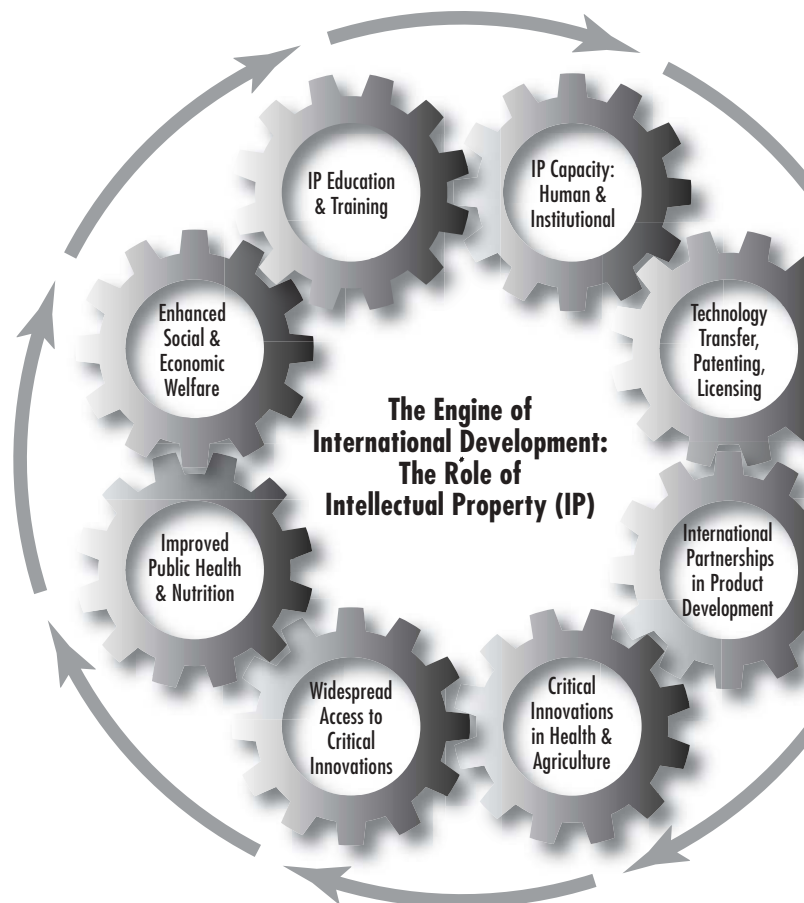 IP Education
& Training
IP Capacity:
Human &
Institutional
Technology
Transfer,
Patenting,
Licensing
International
Partnerships
in Product
Development
Critical
Innovations
in Health &
Agriculture
Widespread
Access to
Critical
Innovations
Improved
Public Health
& Nutrition
Enhanced
Social &
Economic
Welfare
The Engine of
International Development:
The Role of
Intellectual Property (IP)